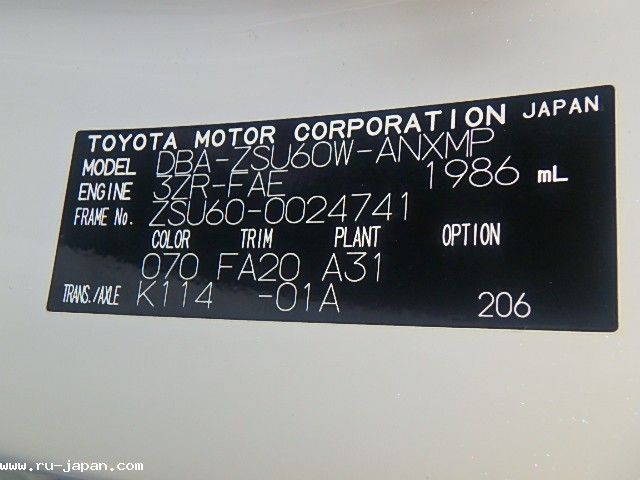 TOYOTA MOTOR CORPORATION JAPAN
MODEL DBA-ZSU60W-ANXMP
ENGINE 3ZR-FAE 1986 mL
FRAME No. ZSU60-0024741
COLOR TRIM PLANT OPTION
070 FA20 A31
TRANS./AXLE K114 -01A 206
www.ru-japan.com